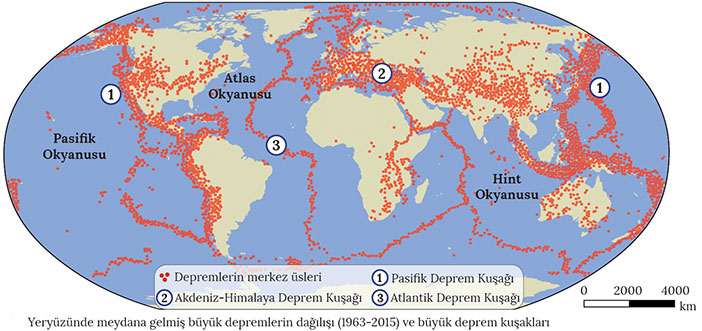 Atlas
Okyanusu
1
2
1
Pasifik
Okyanusu
3
Hint
Okyanusu
Depremlerin merkez üsleri
1 Pasifik Deprem Kuşağı
2 Akdeniz-Himalaya Deprem Kuşağı
3 Atlantik Deprem Kuşağı
0 2000 4000
km
Yeryüzünde meydana gelmiş büyük depremlerin dağılışı (1963-2015) ve büyük deprem kuşakları